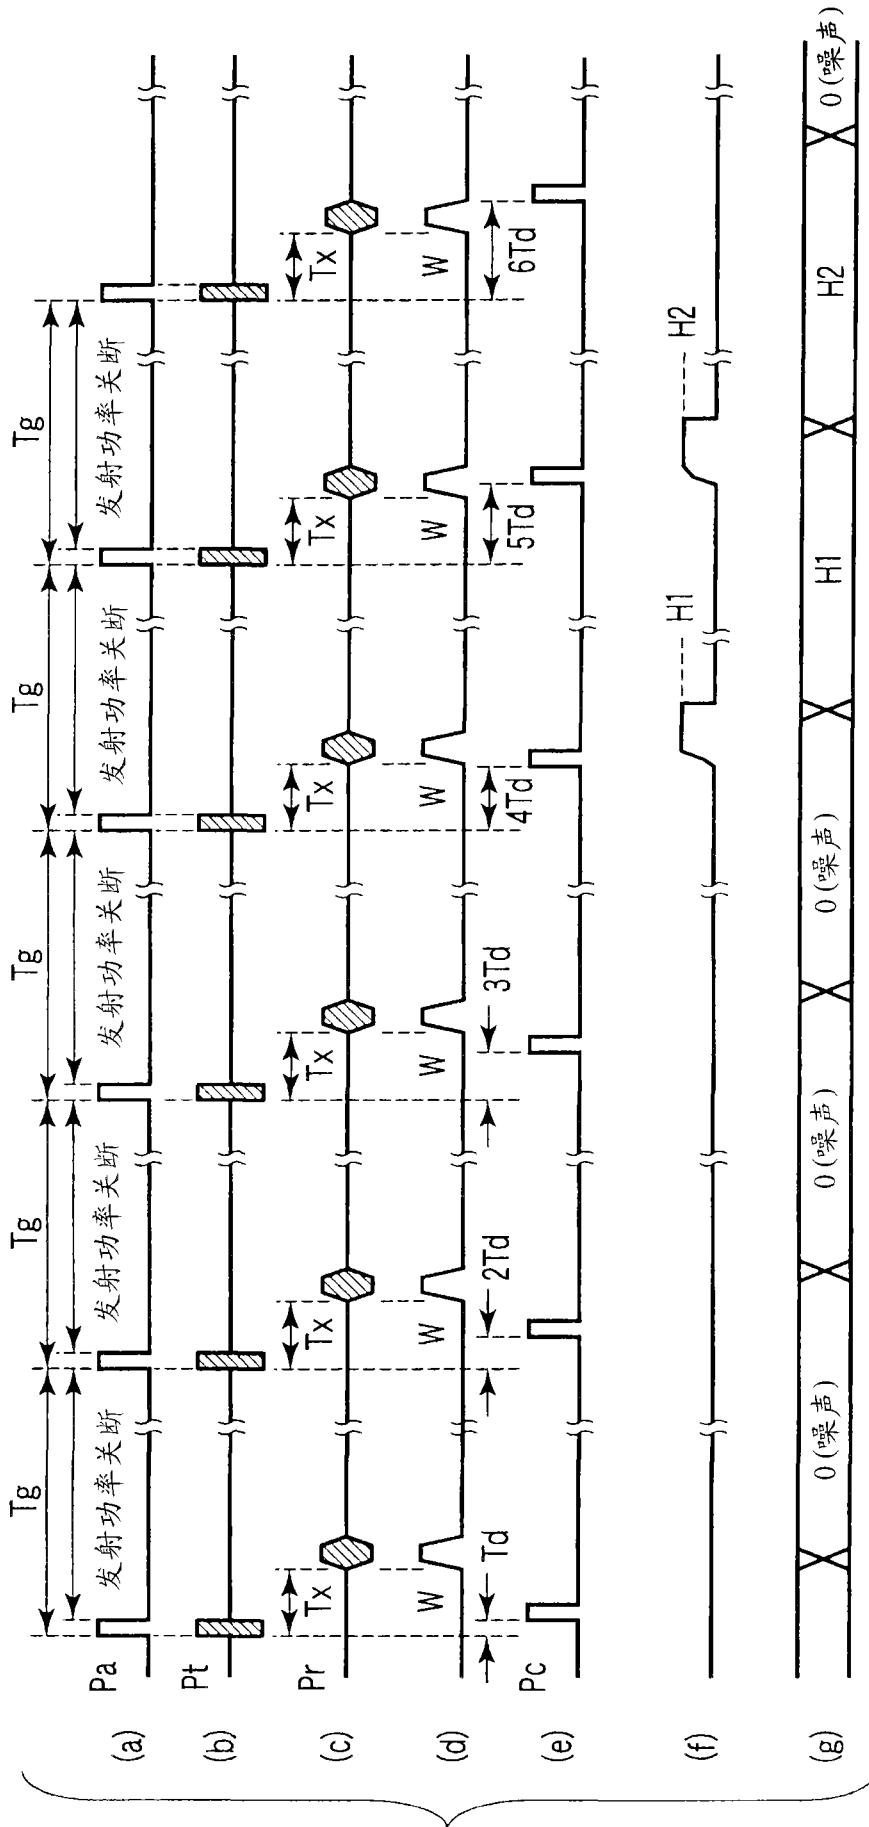 Tg Tg Tg Tg Tg
发射功率关断 发射功率关断 发射功率关断 发射功率关断 发射功率关断
(a) Pa
(b) Pt
(c) Pr
Tx Tx Tx Tx Tx Tx
(d)
W W W W W W
Td 2Td 3Td 4Td 5Td 6Td
(e) Pc
H1 H2
(f)
(g) 0(噪声) 0(噪声) 0(噪声) H1 H2 0(噪声)